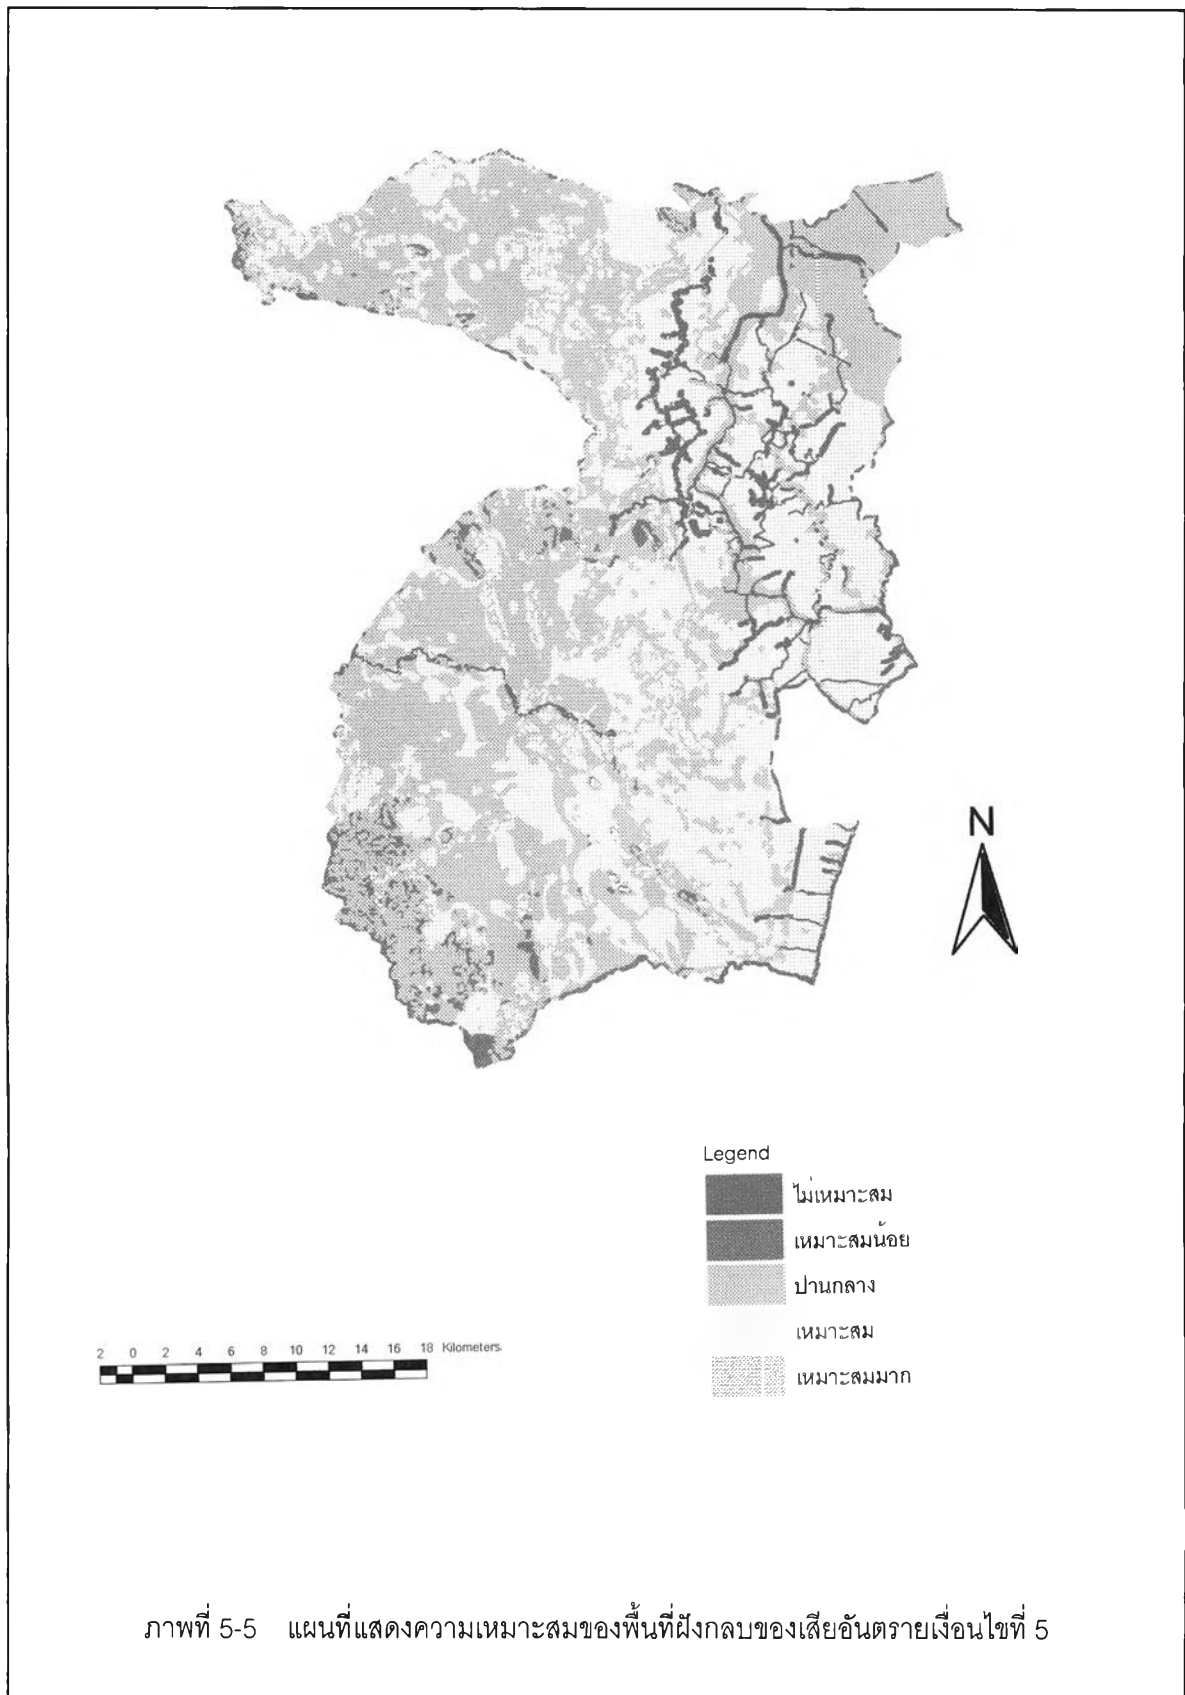 N
Legend
ไม่เหมาะสม
เหมาะสมน้อย
ปานกลาง
เหมาะสม
เหมาะสมมาก
2 0 2 4 6 8 10 12 14 16 18 Kilometers
ภาพที่ 5-5 แผนที่แสดงความเหมาะสมของพื้นที่ฝังกลบของเสียอันตรายเงื่อนไขที่ 5